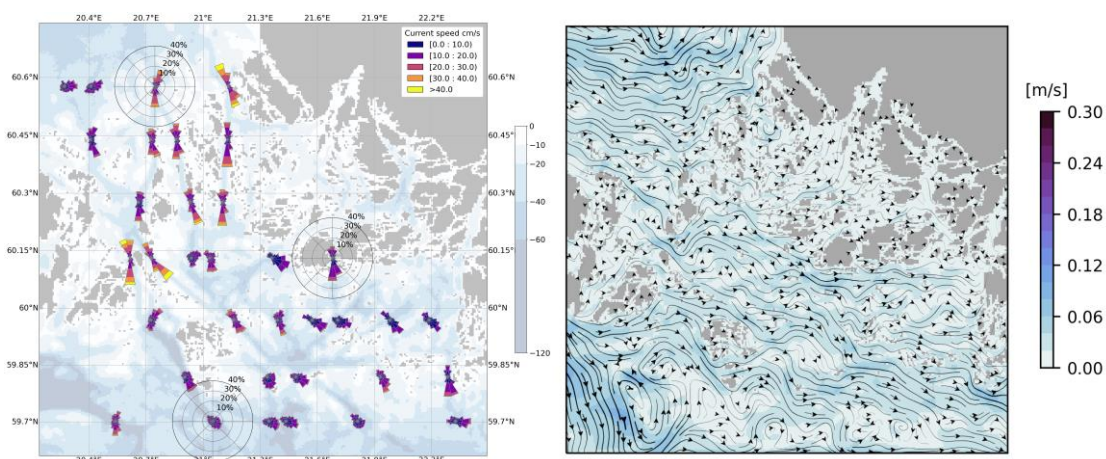 20.4°E 20.7°E 21°E 21.3°E 21.6°E 21.9°E 22.2°E
Current speed cm/s
[0.0 : 10.0)
[10.0 : 20.0)
[20.0 : 30.0)
[30.0 : 40.0)
>40.0
40%
30%
20%
10%
60.6°N
60.45°N
60.3°N
60.15°N
60°N
59.85°N
59.7°N
60.45°N
60.3°N
60.15°N
60°N
59.85°N
59.7°N
40%
30%
20%
10%
40%
30%
20%
10%
0
−10
−20
−40
−60
−120
[m/s]
0.30
0.24
0.18
0.12
0.06
0.00